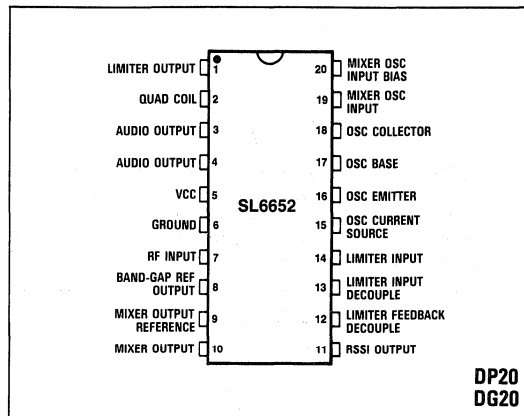 LIMITER OUTPUT 1
QUAD COIL 2
AUDIO OUTPUT 3
AUDIO OUTPUT 4
VCC 5
GROUND 6
RF INPUT 7
BAND-GAP REF
OUTPUT 8
MIXER OUTPUT
REFERENCE 9
MIXER OUTPUT 10
SL6652
20 MIXER OSC
INPUT BIAS
19 MIXER OSC
INPUT
18 OSC COLLECTOR
17 OSC BASE
16 OSC EMITTER
15 OSC CURRENT
SOURCE
14 LIMITER INPUT
13 LIMITER INPUT
DECOUPLE
12 LIMITER FEEDBACK
DECOUPLE
11 RSSI OUTPUT
DP20
DG20